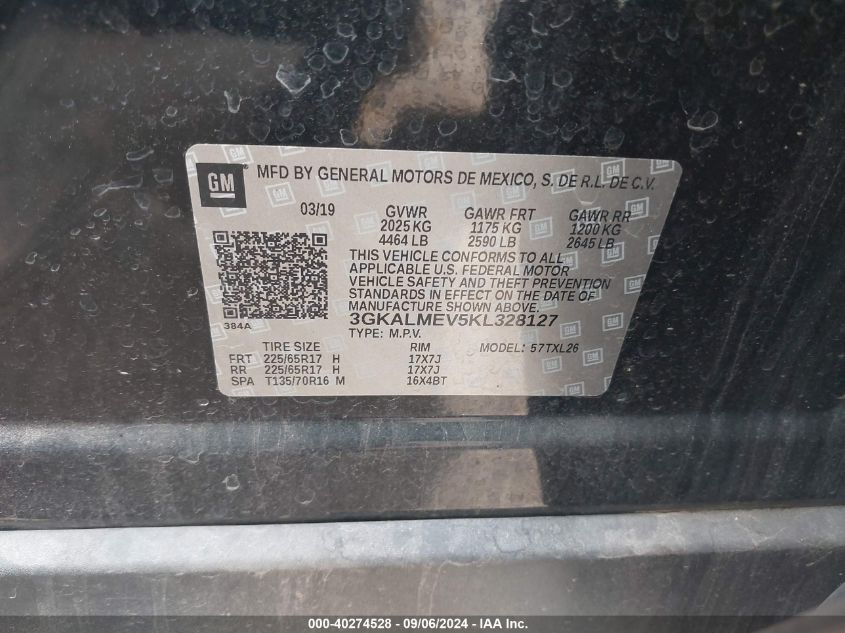 GM ® MFD BY GENERAL MOTORS DE MEXICO, S. DE R.L. DE C.V.
03/19 GVWR GAWR FRT GAWR RR
2025 KG 1175 KG 1200 KG
4464 LB 2590 LB 2645 LB
THIS VEHICLE CONFORMS TO ALL
APPLICABLE U.S. FEDERAL MOTOR
VEHICLE SAFETY AND THEFT PREVENTION
STANDARDS IN EFFECT ON THE DATE OF
MANUFACTURE SHOWN ABOVE.
384A 3GKALMEV5KL328127
TYPE: M.P.V.
TIRE SIZE RIM MODEL: 57TXL26
FRT 225/65R17 H 17X7J
RR 225/65R17 H 17X7J
SPA T135/70R16 M 16X4BT
000-40274528 - 09/06/2024 - IAA Inc.